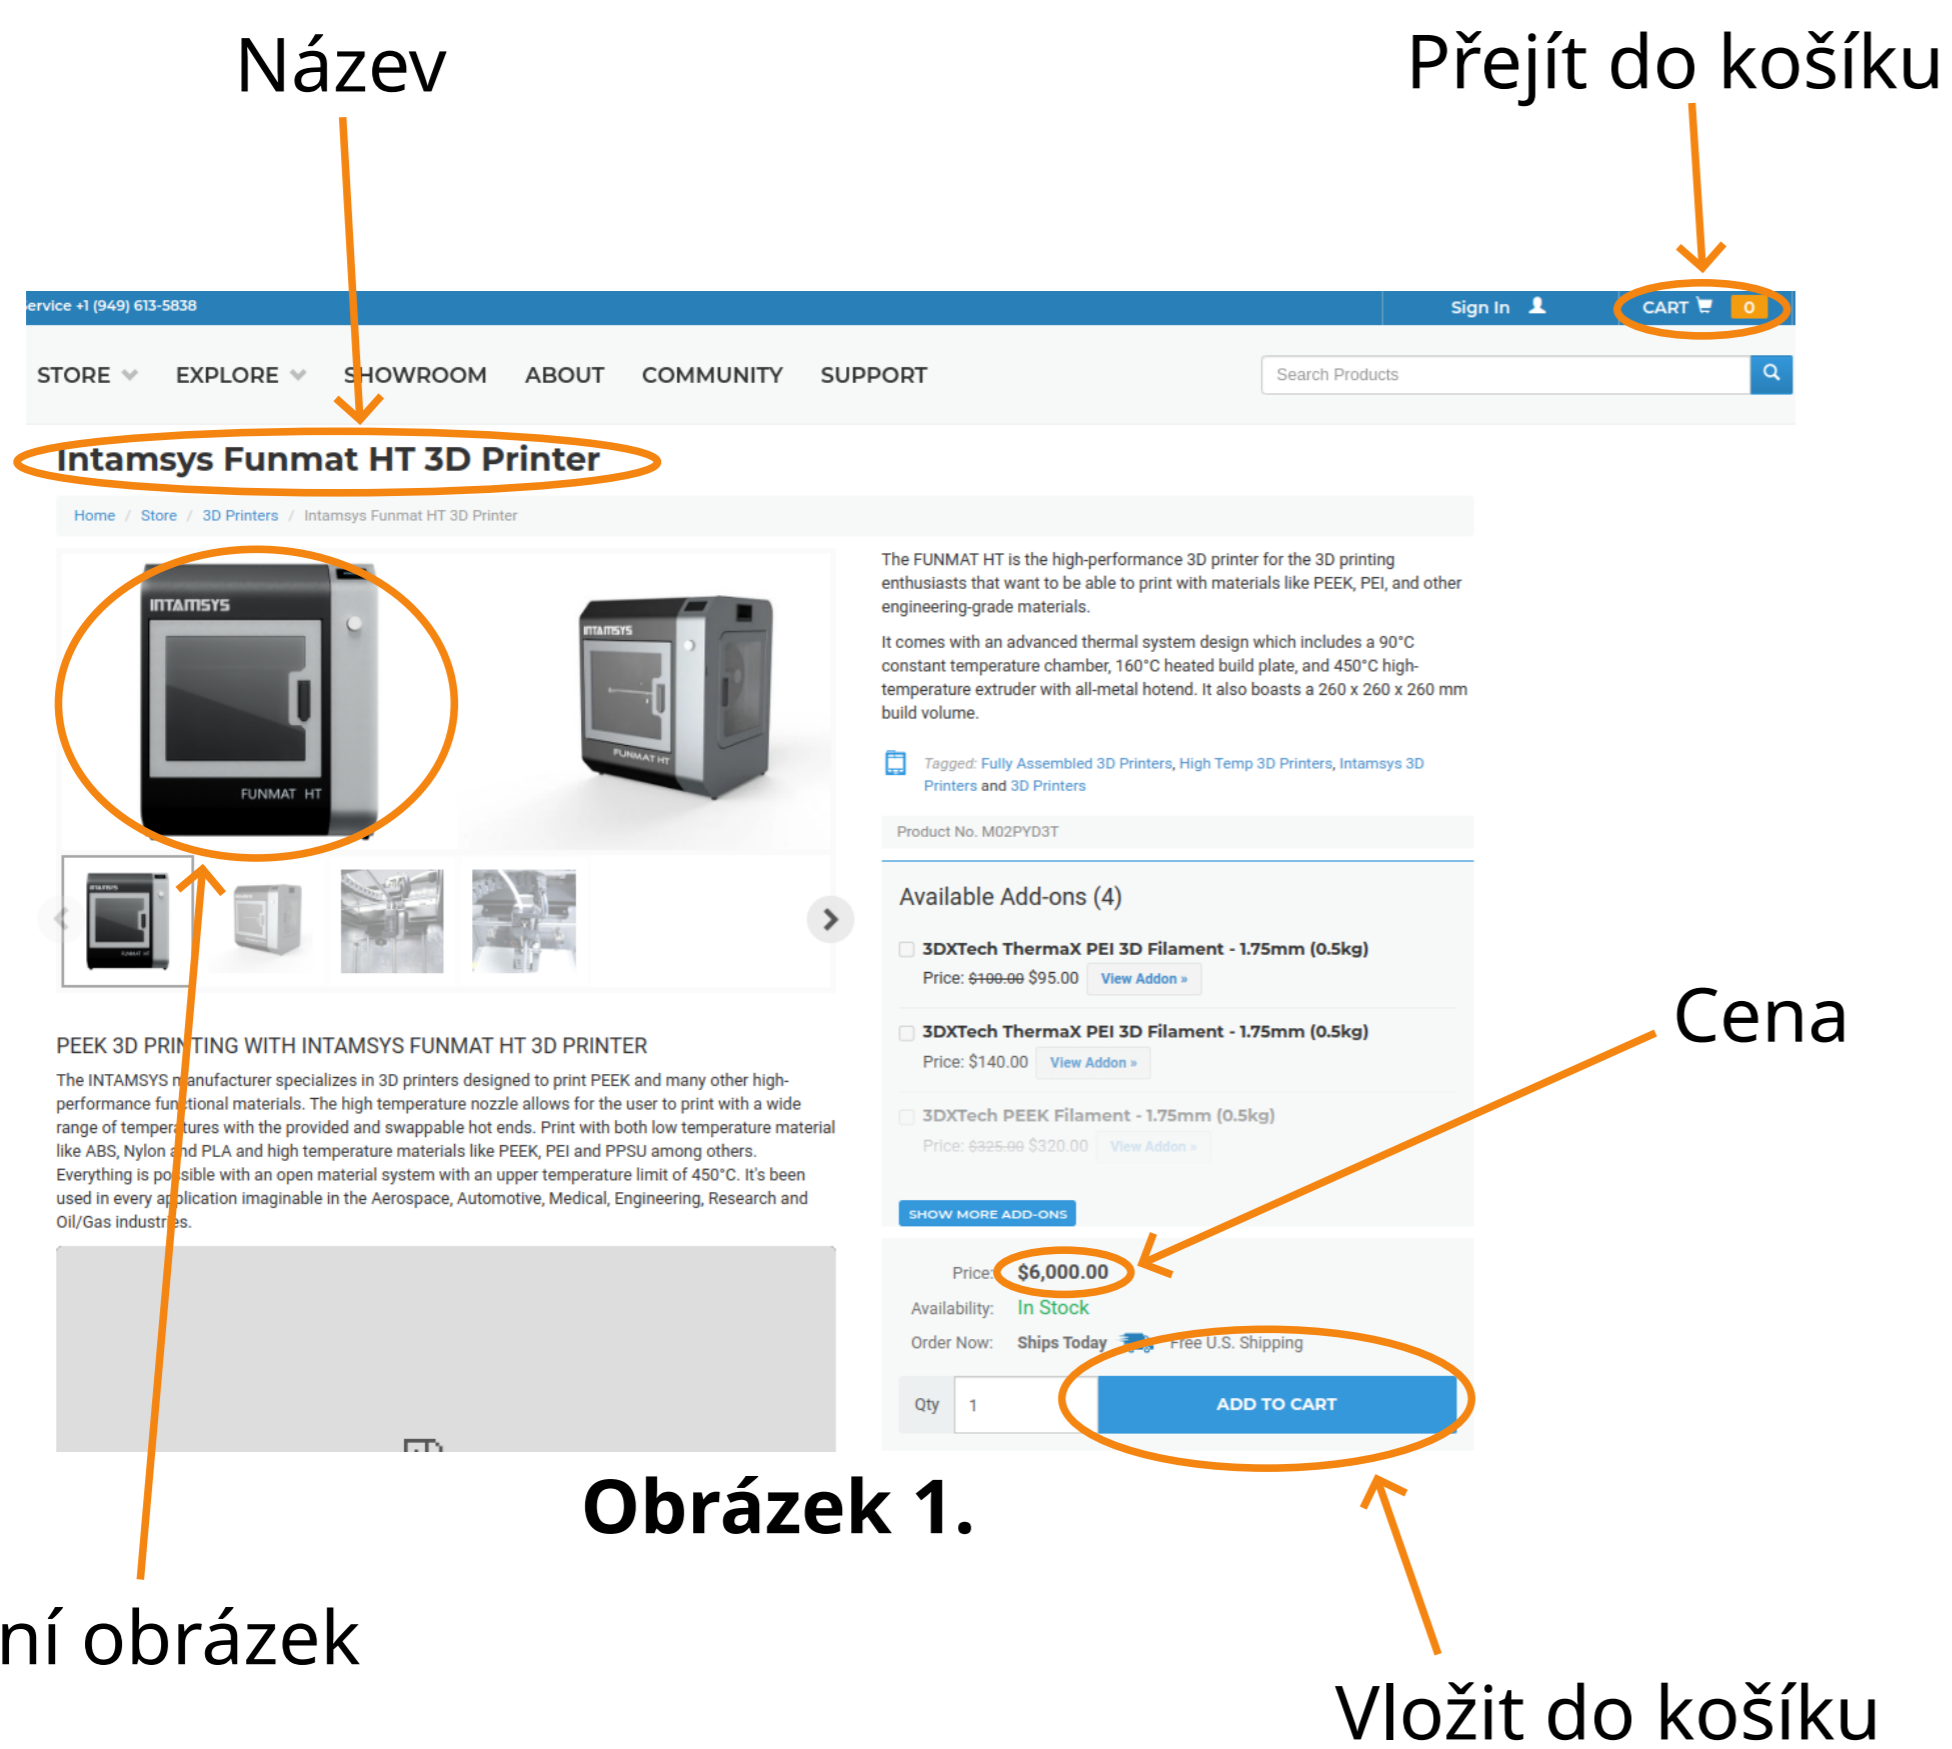 Název
Přejít do košíku
ervice +1 (949) 613-5838
Sign In
CART
0
STORE
EXPLORE
SHOWROOM
ABOUT
COMMUNITY
SUPPORT
Search Products
Intamsys Funmat HT 3D Printer
Home / Store / 3D Printers / Intamsys Funmat HT 3D Printer
INTAMSYS
FUNMAT HT
INTAMSYS
FUNMAT HT
The FUNMAT HT is the high-performance 3D printer for the 3D printing
enthusiasts that want to be able to print with materials like PEEK, PEI, and other
engineering-grade materials.
It comes with an advanced thermal system design which includes a 90°C
constant temperature chamber, 160°C heated build plate, and 450°C high-
temperature extruder with all-metal hotend. It also boasts a 260 x 260 x 260 mm
build volume.
Tagged: Fully Assembled 3D Printers, High Temp 3D Printers, Intamsys 3D
Printers and 3D Printers
Product No. M02PYD3T
INTAMSYS
FUNMAT HT
Available Add-ons (4)
3DXTech ThermaX PEI 3D Filament - 1.75mm (0.5kg)
Price: $100.00 $95.00 View Addon »
3DXTech ThermaX PEI 3D Filament - 1.75mm (0.5kg)
Price: $140.00 View Addon »
3DXTech PEEK Filament - 1.75mm (0.5kg)
Price: $325.00 $320.00 View Addon »
SHOW MORE ADD-ONS
Cena
PEEK 3D PRINTING WITH INTAMSYS FUNMAT HT 3D PRINTER
The INTAMSYS manufacturer specializes in 3D printers designed to print PEEK and many other high-
performance functional materials. The high temperature nozzle allows for the user to print with a wide
range of temperatures with the provided and swappable hot ends. Print with both low temperature material
like ABS, Nylon and PLA and high temperature materials like PEEK, PEI and PPSU among others.
Everything is possible with an open material system with an upper temperature limit of 450°C. It's been
used in every application imaginable in the Aerospace, Automotive, Medical, Engineering, Research and
Oil/Gas industries.
Price: $6,000.00
Availability: In Stock
Order Now: Ships Today Free U.S. Shipping
Qty 1 ADD TO CART
Obrázek 1.
ní obrázek
Vložit do košíku